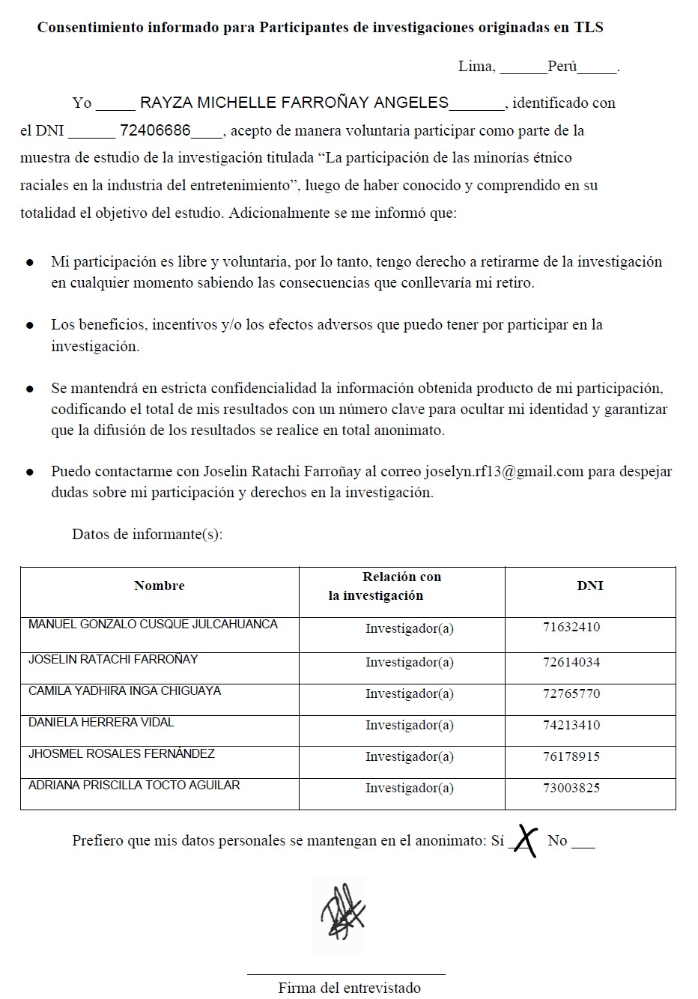 Consentimiento informado para Participantes de investigaciones originadas en TLS
Lima, ______Perú_____.
Yo _____ RAYZA MICHELLE FARROÑAY ANGELES_______, identificado con
el DNI ______ 72406686____, acepto de manera voluntaria participar como parte de la
muestra de estudio de la investigación titulada “La participación de las minorías étnico
raciales en la industria del entretenimiento”, luego de haber conocido y comprendido en su
totalidad el objetivo del estudio. Adicionalmente se me informó que:
● Mi participación es libre y voluntaria, por lo tanto, tengo derecho a retirarme de la investigación
en cualquier momento sabiendo las consecuencias que conllevaría mi retiro.
● Los beneficios, incentivos y/o los efectos adversos que puedo tener por participar en la
investigación.
● Se mantendrá en estricta confidencialidad la información obtenida producto de mi participación,
codificando el total de mis resultados con un número clave para ocultar mi identidad y garantizar
que la difusión de los resultados se realice en total anonimato.
● Puedo contactarme con Joselin Ratachi Farroñay al correo joselyn.rf13@gmail.com para despejar
dudas sobre mi participación y derechos en la investigación.
Datos de informante(s):
Nombre Relación con DNI
la investigación
MANUEL GONZALO CUSQUE JULCAHUANCA Investigador(a) 71632410
JOSELIN RATACHI FARROÑAY Investigador(a) 72614034
CAMILA YADHIRA INGA CHIGUAYA Investigador(a) 72765770
DANIELA HERRERA VIDAL Investigador(a) 74213410
JHOSMEL ROSALES FERNÁNDEZ Investigador(a) 76178915
ADRIANA PRISCILLA TOCTO AGUILAR Investigador(a) 73003825
Prefiero que mis datos personales se mantengan en el anonimato: Sí _X_ No ___
Firma del entrevistado